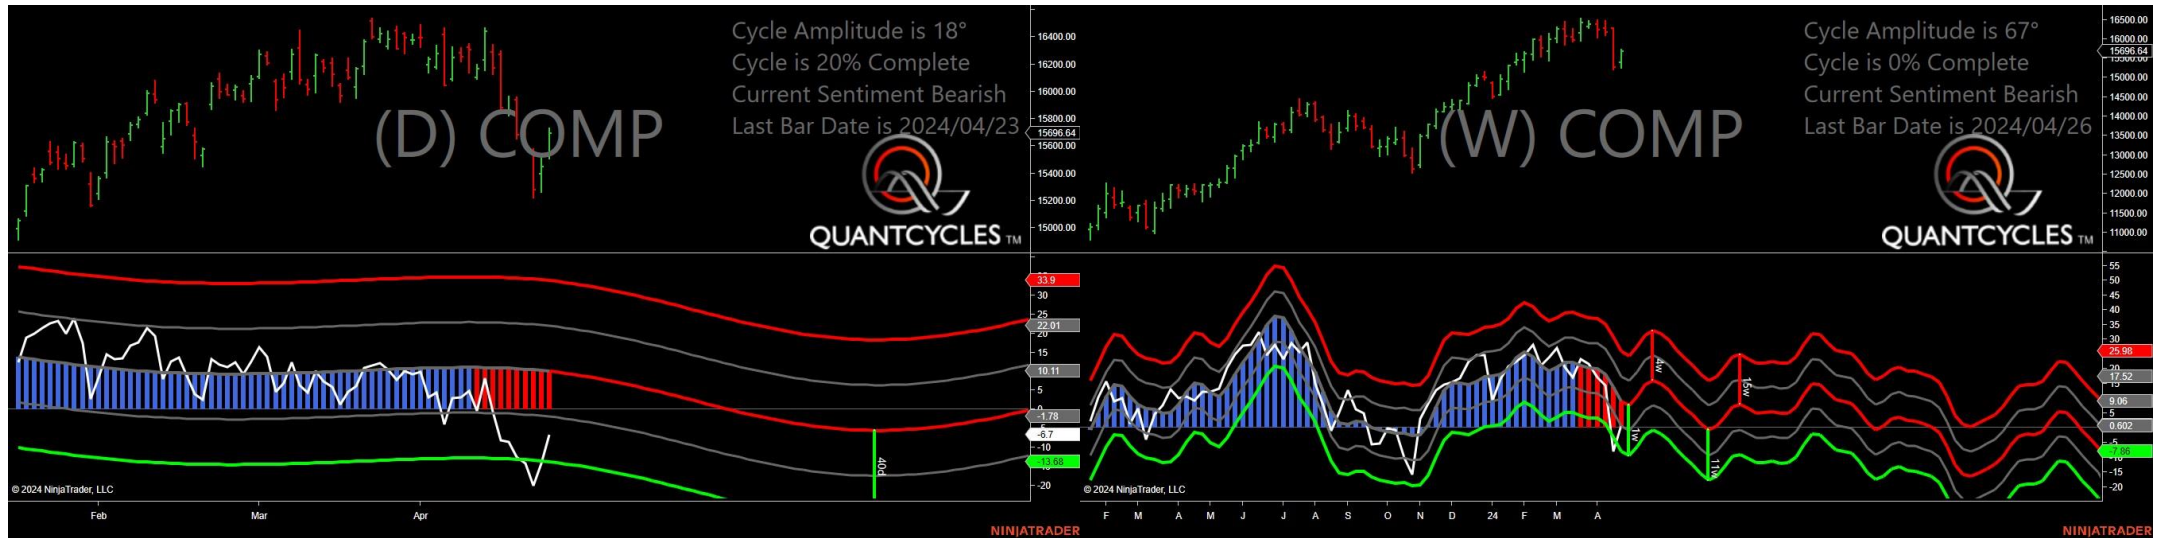 Cycle Amplitude is 18°
Cycle is 20% Complete
Current Sentiment Bearish
Last Bar Date is 2024/04/23
(D) COMP
QUANTCYCLES TM
16400.00
16200.00
16000.00
15800.00
15696.64
15600.00
15400.00
15200.00
15000.00
33.9
30
22.01
20
15
10.11
5
0
-1.78
-6.7
-10
-13.68
-20
40d
© 2024 NinjaTrader, LLC
Feb Mar Apr
NINJATRADER
Cycle Amplitude is 67°
Cycle is 0% Complete
Current Sentiment Bearish
Last Bar Date is 2024/04/26
(W) COMP
QUANTCYCLES TM
16500.00
16000.00
15696.64
15500.00
15000.00
14500.00
14000.00
13500.00
13000.00
12500.00
12000.00
11500.00
11000.00
55
50
45
40
35
30
25.98
20
17.52
15
9.06
5
0.602
-5
-7.86
-15
-20
4w
15w
1w
11w
© 2024 NinjaTrader, LLC
F M A M J J A S O N D 24 F M A
NINJATRADER